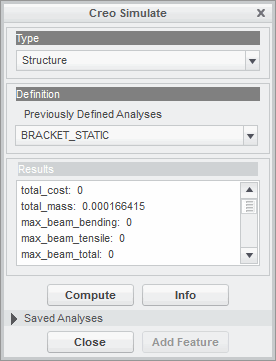 Creo Simulate
Type
Structure
Definition
Previously Defined Analyses
BRACKET_STATIC
Results
total_cost: 0
total_mass: 0.000166415
max_beam_bending: 0
max_beam_tensile: 0
max_beam_total: 0
Compute
Info
Saved Analyses
Close
Add Feature